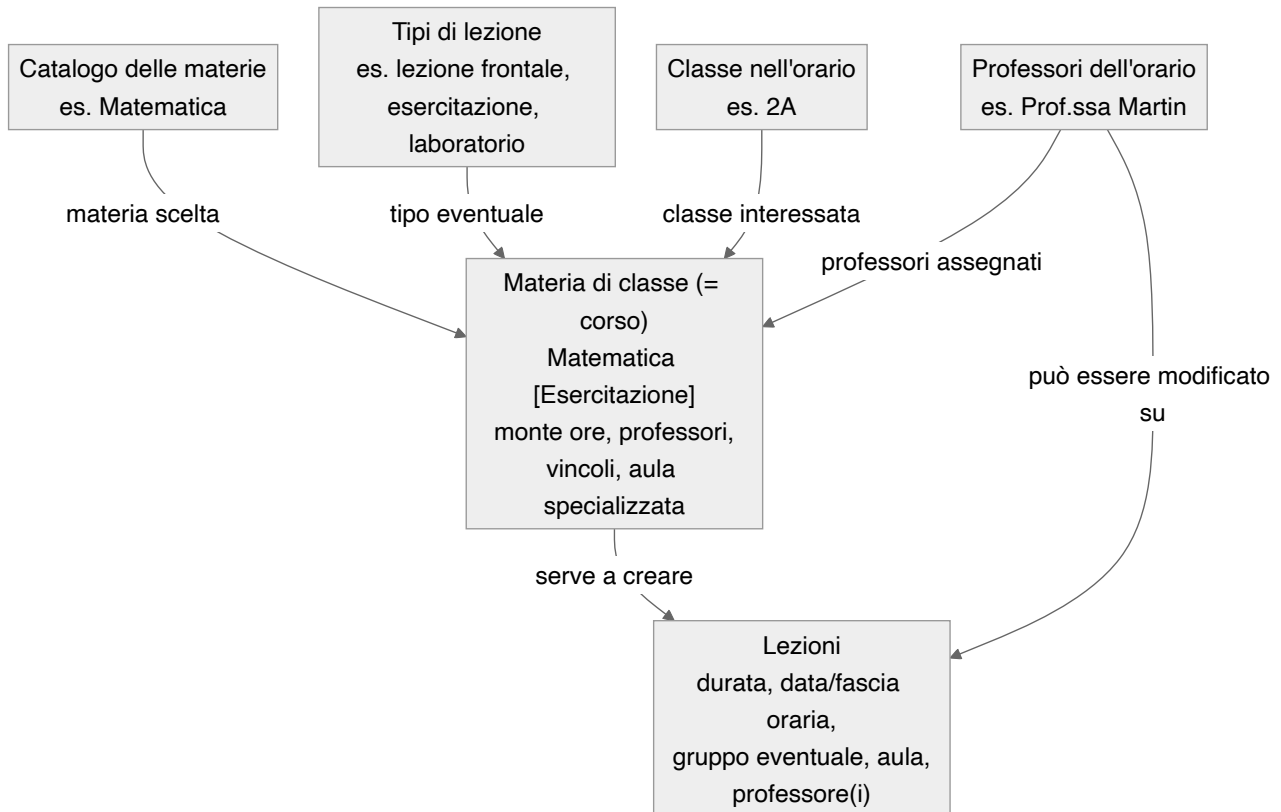 Catalogo delle materie
es. Matematica
Tipi di lezione
es. lezione frontale,
esercitazione,
laboratorio
Classe nell'orario
es. 2A
Professori dell'orario
es. Prof.ssa Martin
materia scelta
tipo eventuale
classe interessata
professori assegnati
Materia di classe (=
corso)
Matematica
[Esercitazione]
monte ore, professori,
vincoli, aula
specializzata
può essere modificato
su
serve a creare
Lezioni
durata, data/fascia
oraria,
gruppo eventuale, aula,
professore(i)